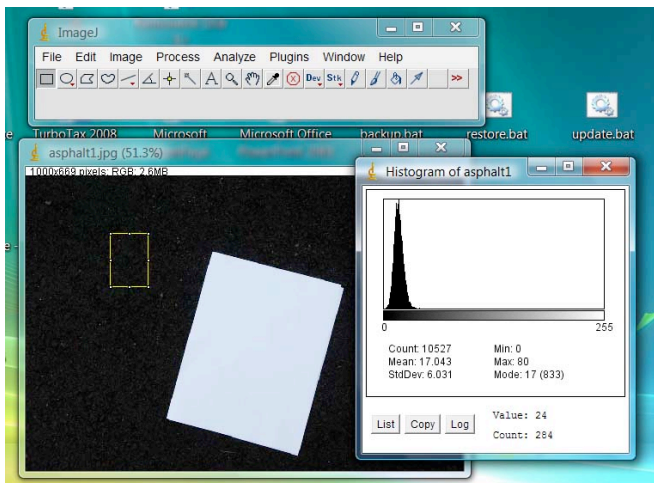 ImageJ
File Edit Image Process Analyze Plugins Window Help
A Dev Stk >>
TurboTax 2008 Microsoft Microsoft Office backup.bat restore.bat update.bat
asphalt1.jpg (51.3%)
1000x669 pixels; RGB; 2.6MB
Histogram of asphalt1
0 255
Count: 10527 Min: 0
Mean: 17.043 Max: 80
StdDev: 6.031 Mode: 17 (833)
List Copy Log
Value: 24
Count: 284